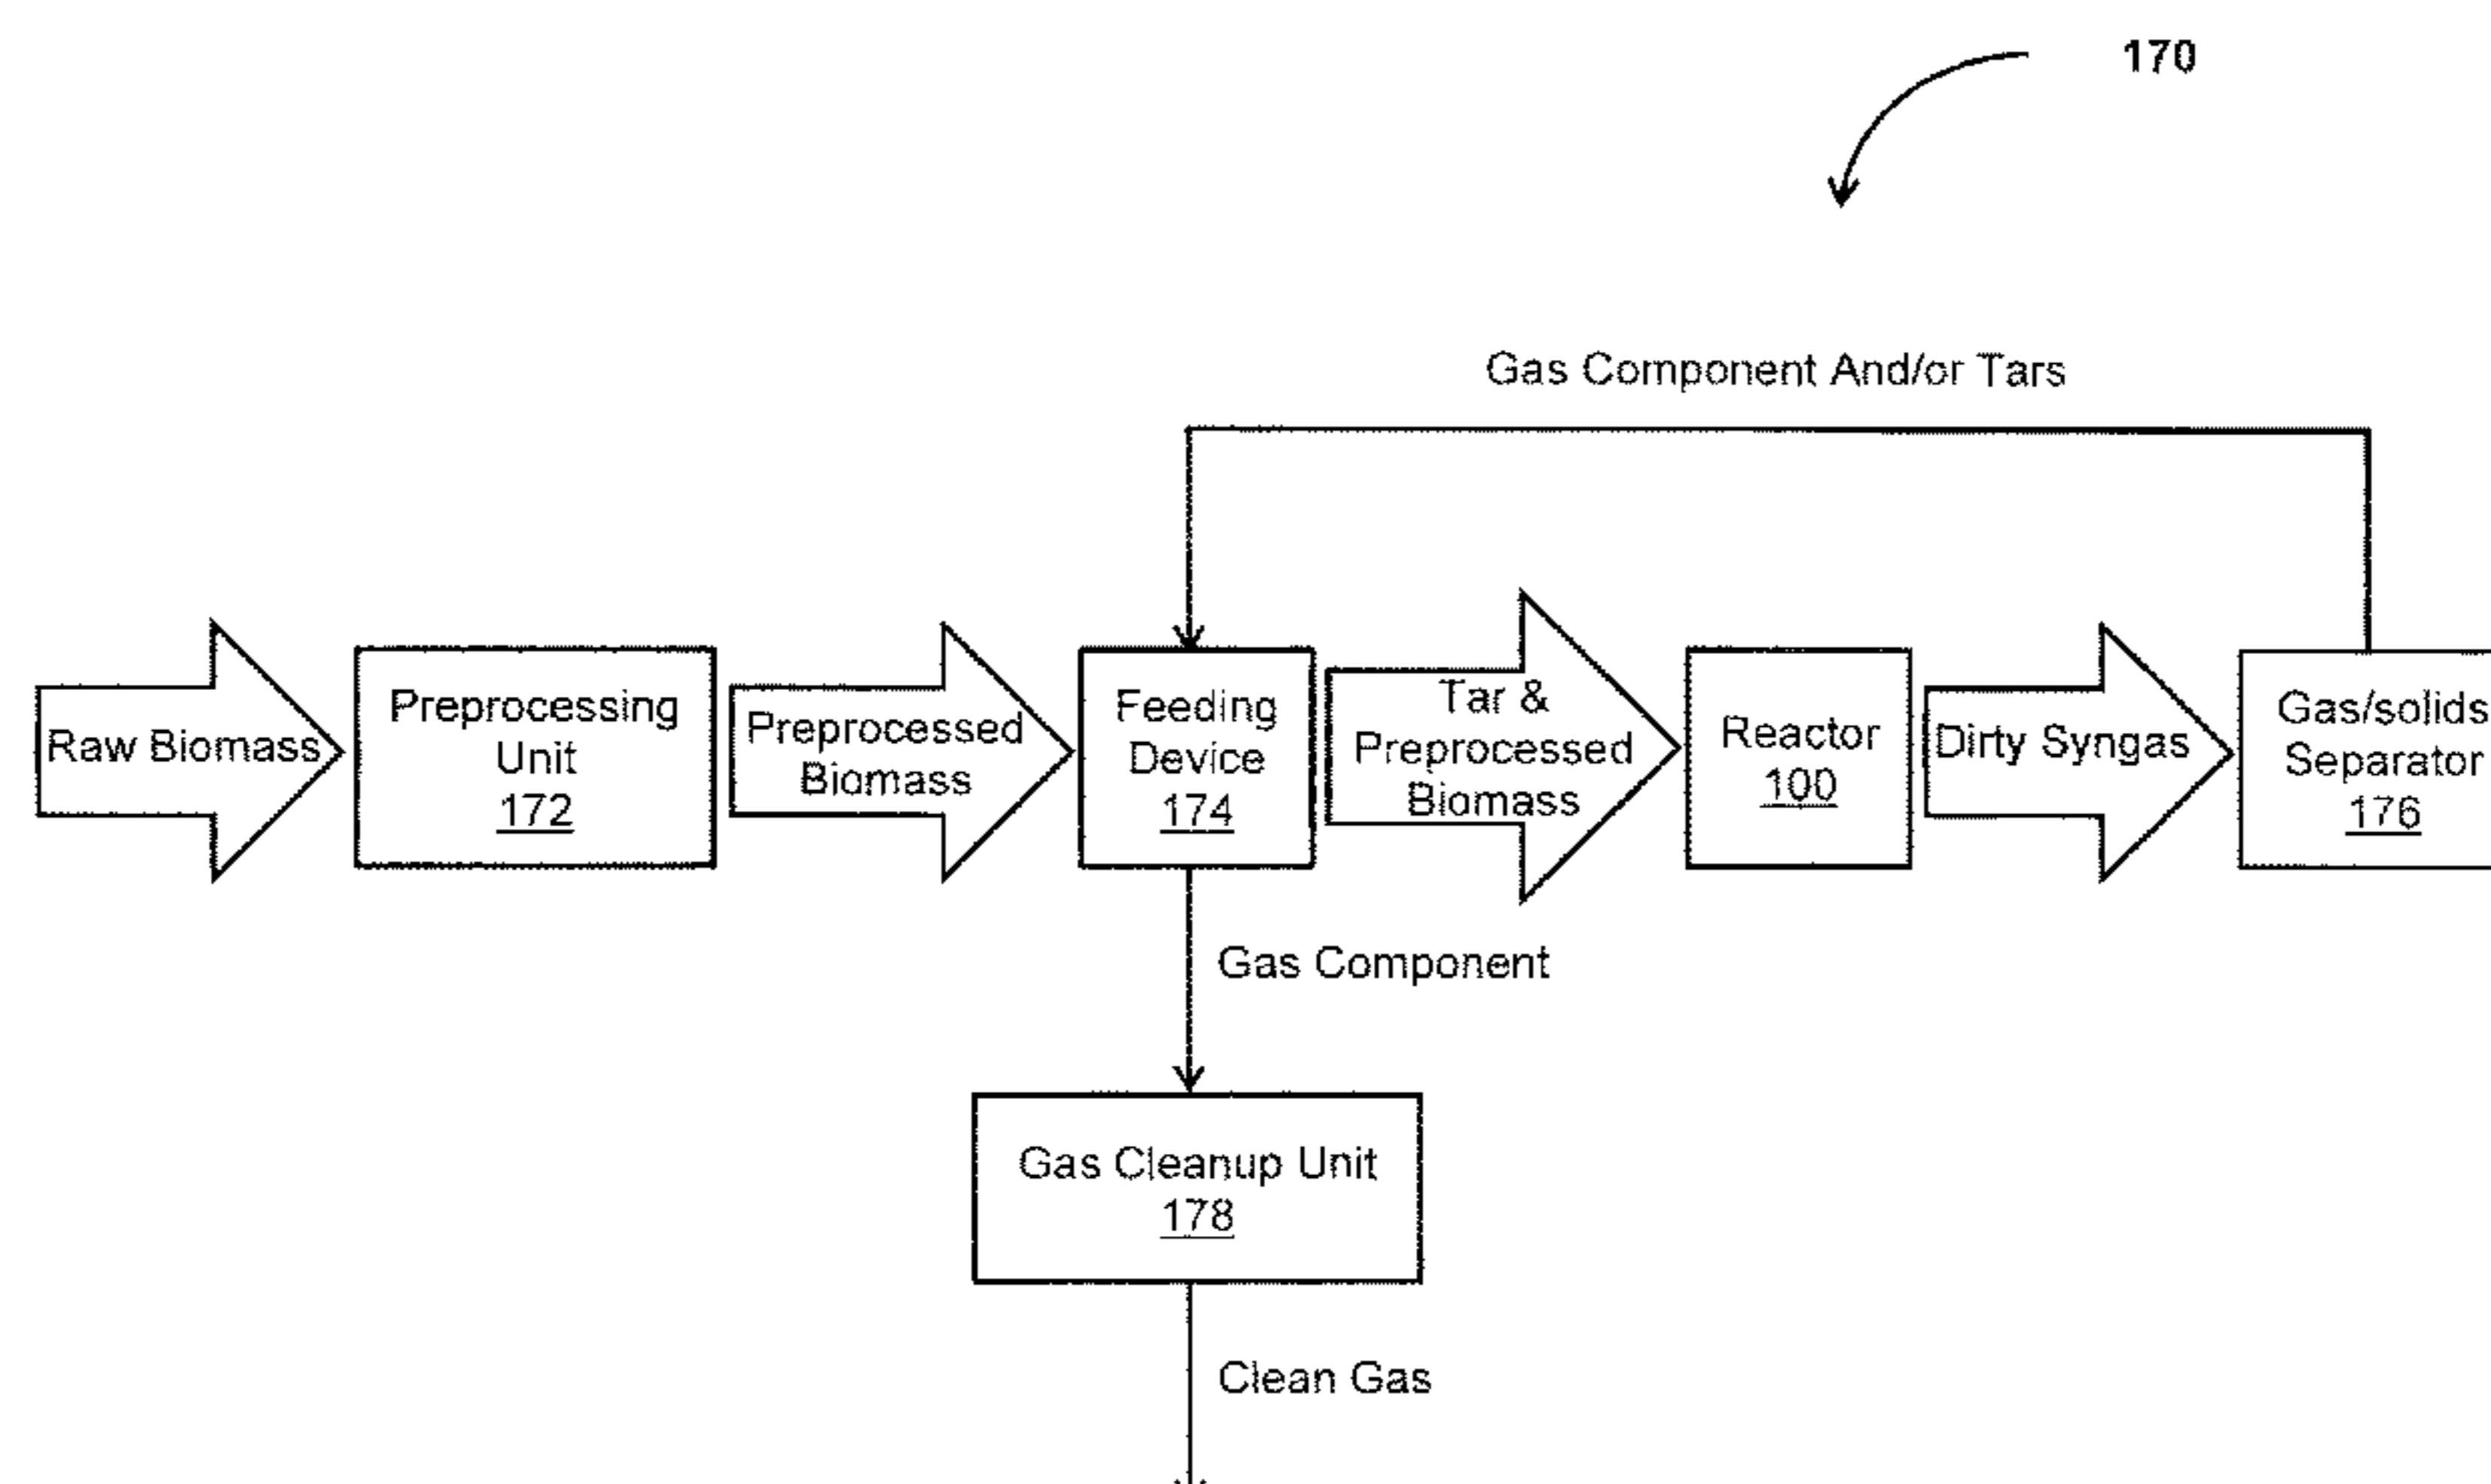 170
Gas Component And/or Tars
Raw Biomass
Preprocessing
Unit
172
Preprocessed
Biomass
Feeding
Device
174
Tar &
Preprocessed
Biomass
Reactor
100
Dirty Syngas
Gas/solids
Separator
176
Gas Component
Gas Cleanup Unit
178
Clean Gas